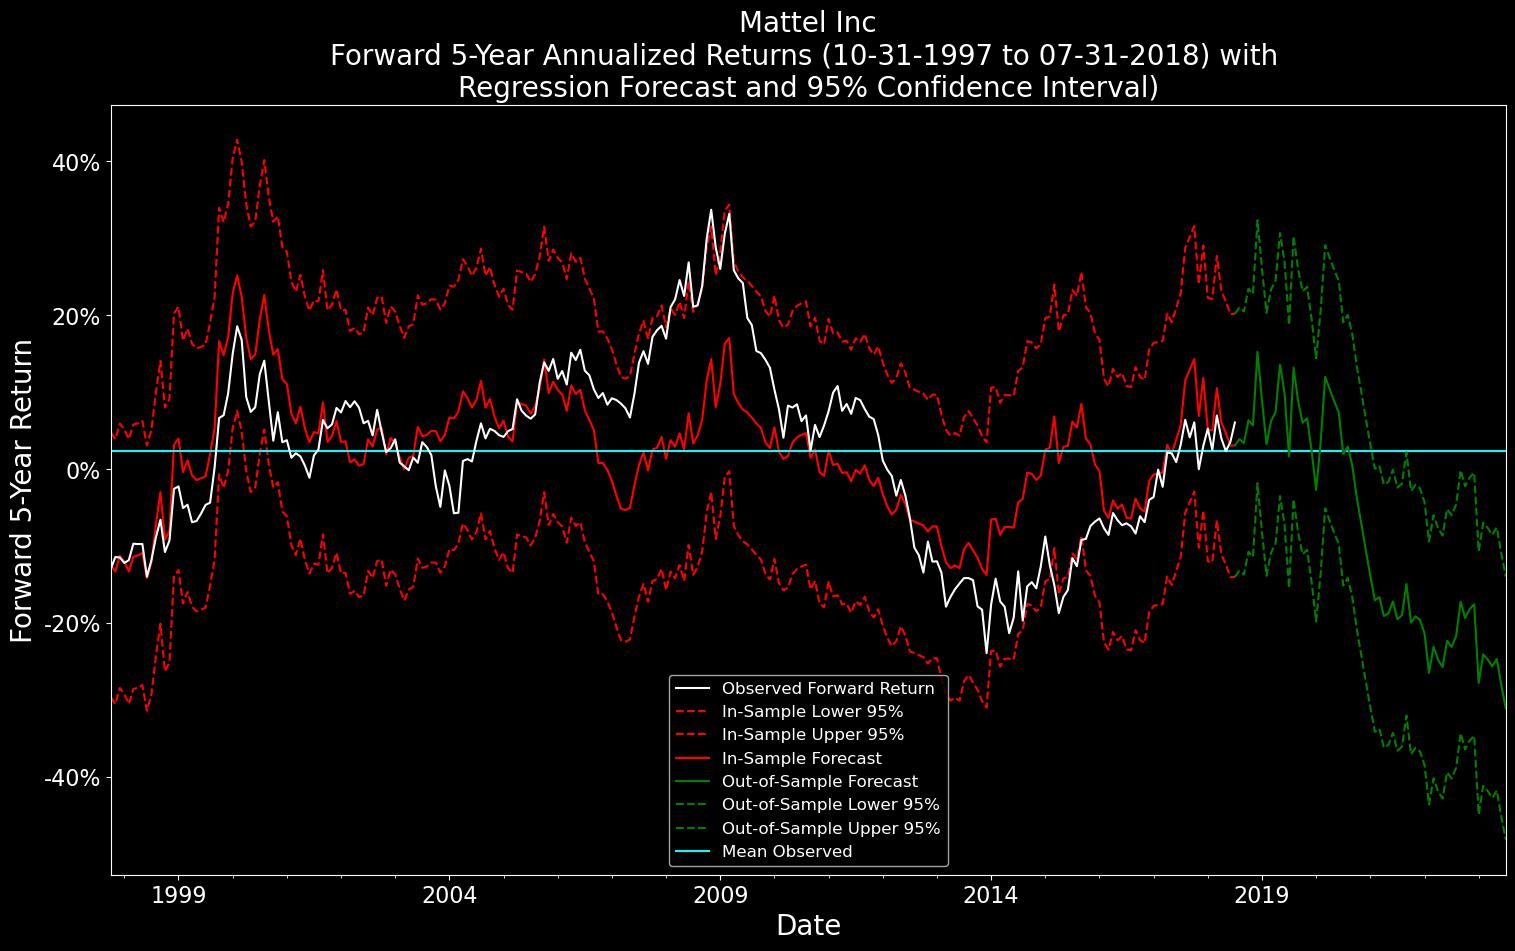 Mattel Inc
Forward 5-Year Annualized Returns (10-31-1997 to 07-31-2018) with
Regression Forecast and 95% Confidence Interval)
Forward 5-Year Return
40%
20%
0%
-20%
-40%
Observed Forward Return
In-Sample Lower 95%
In-Sample Upper 95%
In-Sample Forecast
Out-of-Sample Forecast
Out-of-Sample Lower 95%
Out-of-Sample Upper 95%
Mean Observed
1999 2004 2009 2014 2019
Date